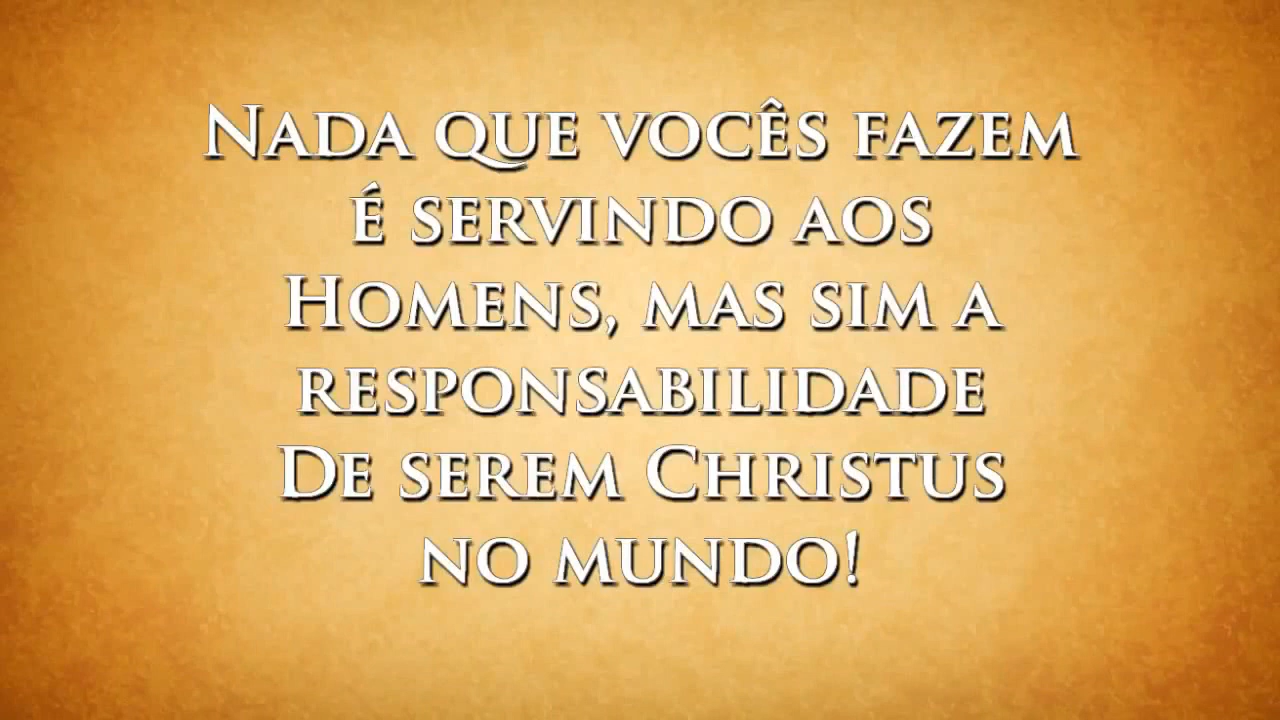 Nada que vocês fazem
é servindo aos
Homens, mas sim a
responsabilidade
De serem Christus
no mundo!